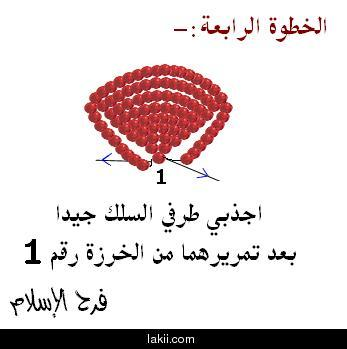 الخطوة الرابعة:-
1
اجذبي طرفي السلك جيدا
بعد تمريرهما من الخرزة رقم 1
فرح الإسلام
lakii.com